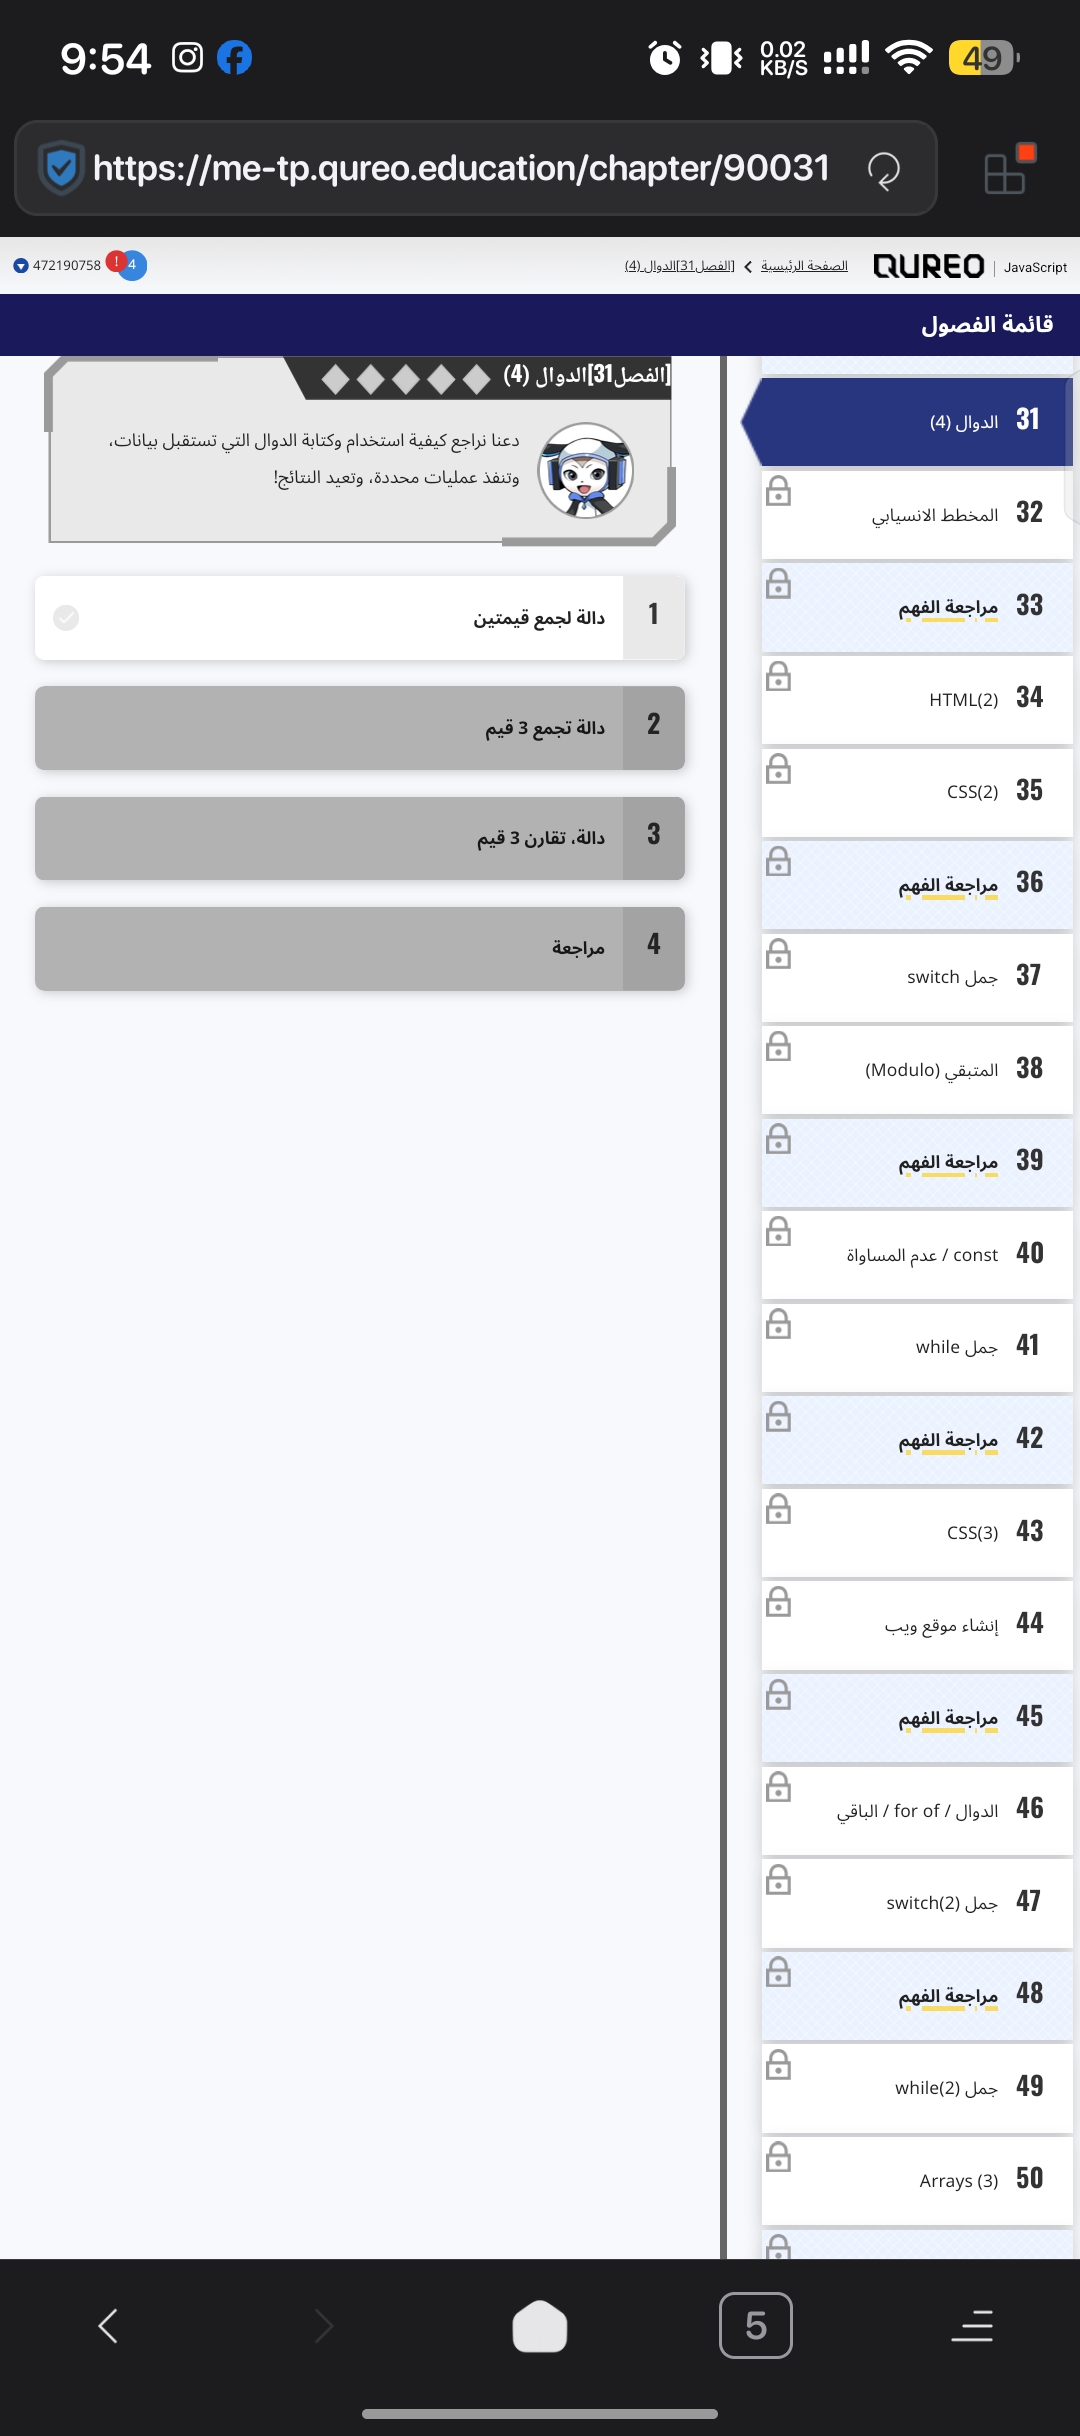 9:54
0.02
KB/S
49
https://me-tp.qureo.education/chapter/90031
QUREO | JavaScript
الصفحة الرئيسية
[الفصل31]الدوال (4)
4
!
472190758
قائمة الفصول
[الفصل31]الدوال (4)
دعنا نراجع كيفية استخدام وكتابة الدوال التي تستقبل بيانات،
وتنفذ عمليات محددة، وتعيد النتائج!
1 دالة لجمع قيمتين
2 دالة تجمع 3 قيم
3 دالة، تقارن 3 قيم
4 مراجعة
31 الدوال (4)
32 المخطط الانسيابي
33 مراجعة الفهم
34 HTML(2)
35 CSS(2)
36 مراجعة الفهم
37 جمل switch
38 المتبقي (Modulo)
39 مراجعة الفهم
40 const / عدم المساواة
41 جمل while
42 مراجعة الفهم
43 CSS(3)
44 إنشاء موقع ويب
45 مراجعة الفهم
46 الدوال / for of / الباقي
47 جمل switch(2)
48 مراجعة الفهم
49 جمل while(2)
50 Arrays (3)
5